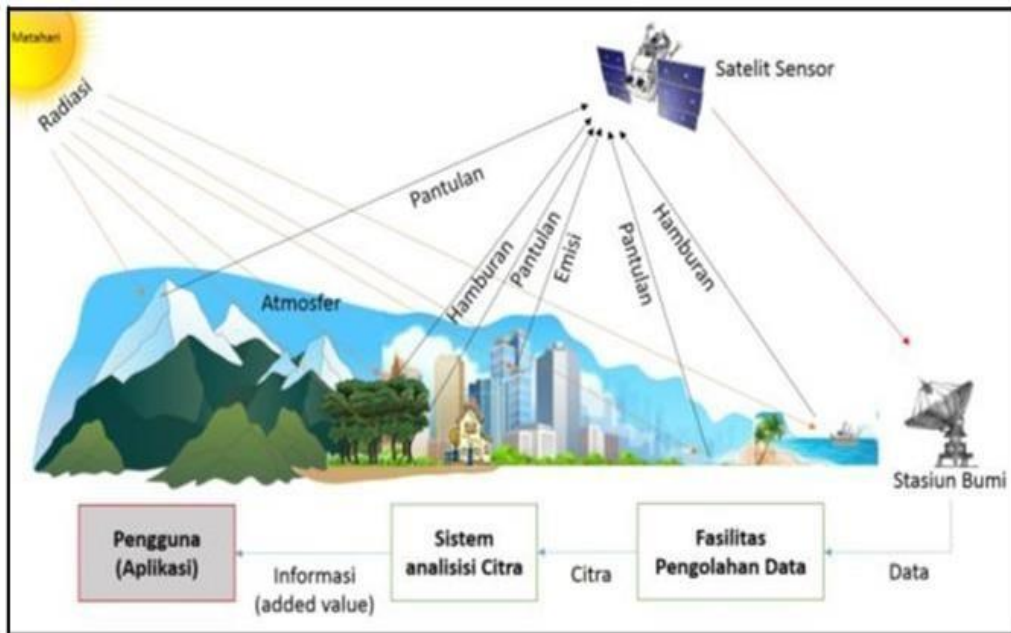 Matahari
Radiasi
Satelit Sensor
Pantulan
Hamburan
Pantulan
Emisi
Pantulan
Hamburan
Atmosfer
Stasiun Bumi
Pengguna
(Aplikasi)
Informasi
(added value)
Sistem
analisisi Citra
Citra
Fasilitas
Pengolahan Data
Data